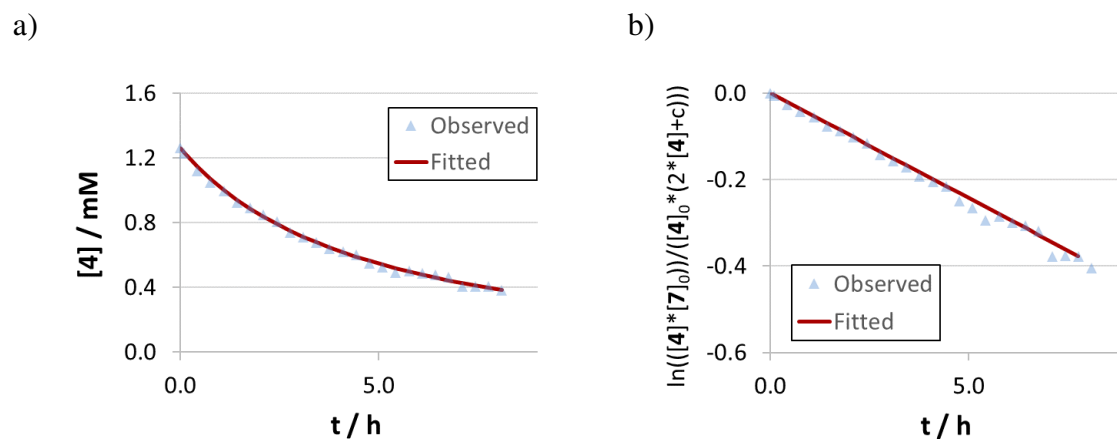 a)
[4] / mM
1.6
1.2
0.8
0.4
0.0
Observed
Fitted
0.0
5.0
t / h
b)
ln(([4]*[7]₀))/([4]₀*(2*[4]+c)))
0.0
-0.2
-0.4
-0.6
Observed
Fitted
0.0
5.0
t / h